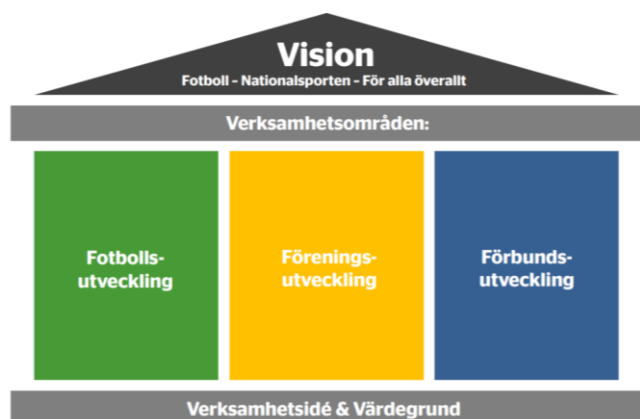 Vision
Fotboll – Nationalsporten – För alla överallt
Verksamhetsområden:
Fotbolls-
utveckling
Förenings-
utveckling
Förbunds-
utveckling
Verksamhetsidé & Värdegrund